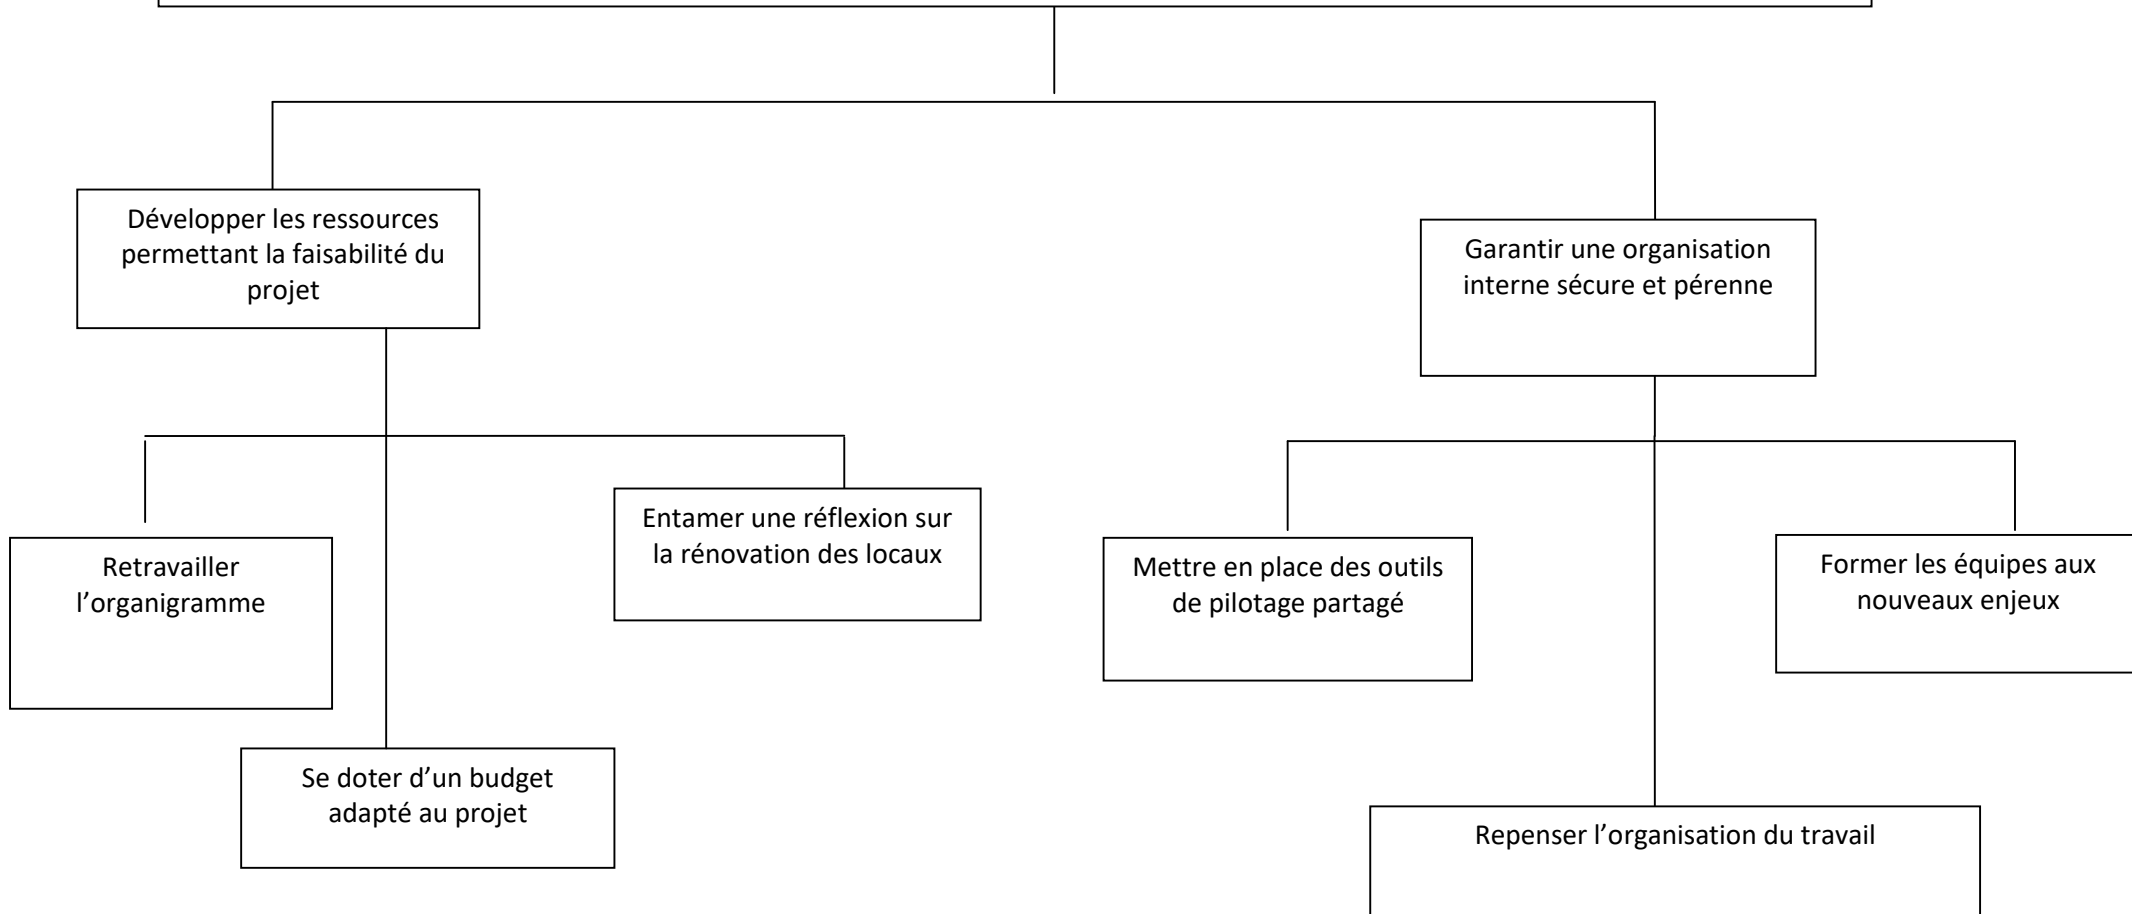 Développer les ressources
permettant la faisabilité du
projet
Garantir une organisation
interne sécure et pérenne
Retravailler
l’organigramme
Entamer une réflexion sur
la rénovation des locaux
Mettre en place des outils
de pilotage partagé
Former les équipes aux
nouveaux enjeux
Se doter d’un budget
adapté au projet
Repenser l’organisation du travail